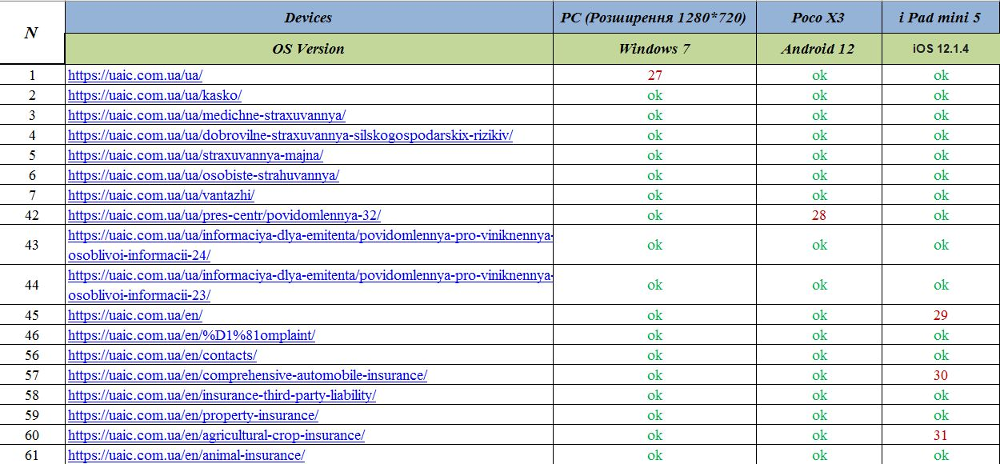 N Devices PC (Розширення 1280*720) Poco X3 i Pad mini 5
OS Version Windows 7 Android 12 iOS 12.1.4
1 https://uaic.com.ua/ua/ 27 ok ok
2 https://uaic.com.ua/ua/kasko/ ok ok ok
3 https://uaic.com.ua/ua/medichne-straxuvannya/ ok ok ok
4 https://uaic.com.ua/ua/dobrovilne-straxuvannya-silskogospodarskix-rizikiv/ ok ok ok
5 https://uaic.com.ua/ua/straxuvannya-majna/ ok ok ok
6 https://uaic.com.ua/ua/osobiste-strahuvannya/ ok ok ok
7 https://uaic.com.ua/ua/vantazhi/ ok ok ok
42 https://uaic.com.ua/ua/pres-centr/povidomlennya-32/ ok 28 ok
43 https://uaic.com.ua/ua/informaciya-dlya-emitenta/povidomlennya-pro-viniknennya-
osoblivoi-informacii-24/ ok ok ok
44 https://uaic.com.ua/ua/informaciya-dlya-emitenta/povidomlennya-pro-viniknennya-
osoblivoi-informacii-23/ ok ok ok
45 https://uaic.com.ua/en/ ok ok 29
46 https://uaic.com.ua/en/%D1%81omplaint/ ok ok ok
56 https://uaic.com.ua/en/contacts/ ok ok ok
57 https://uaic.com.ua/en/comprehensive-automobile-insurance/ ok ok 30
58 https://uaic.com.ua/en/insurance-third-party-liability/ ok ok ok
59 https://uaic.com.ua/en/property-insurance/ ok ok ok
60 https://uaic.com.ua/en/agricultural-crop-insurance/ ok ok 31
61 https://uaic.com.ua/en/animal-insurance/ ok ok ok